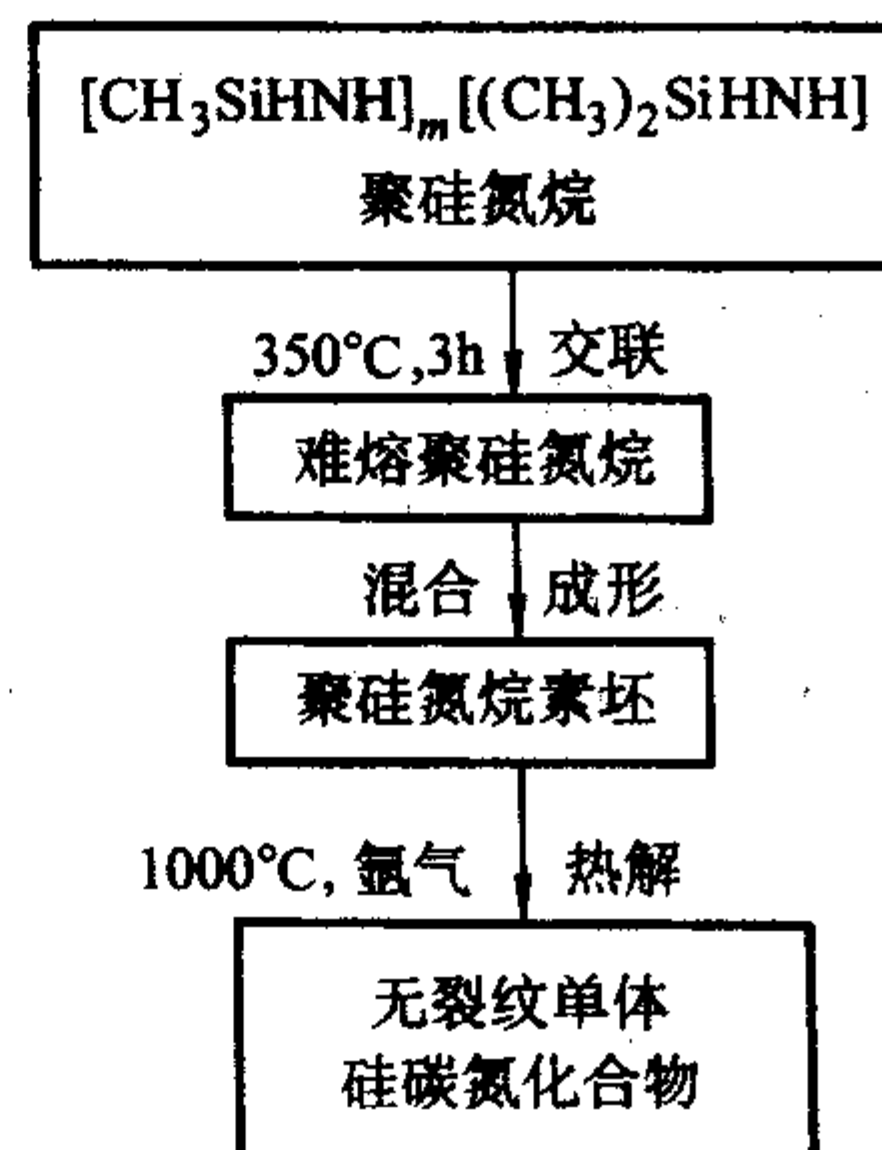 [CH₃SiHNH]ₘ[(CH₃)₂SiHNH]
聚硅氮烷
350°C,3h 交联
难熔聚硅氮烷
混合 成形
聚硅氮烷素坯
1000°C, 氩气 热解
无裂纹单体
硅碳氮化合物